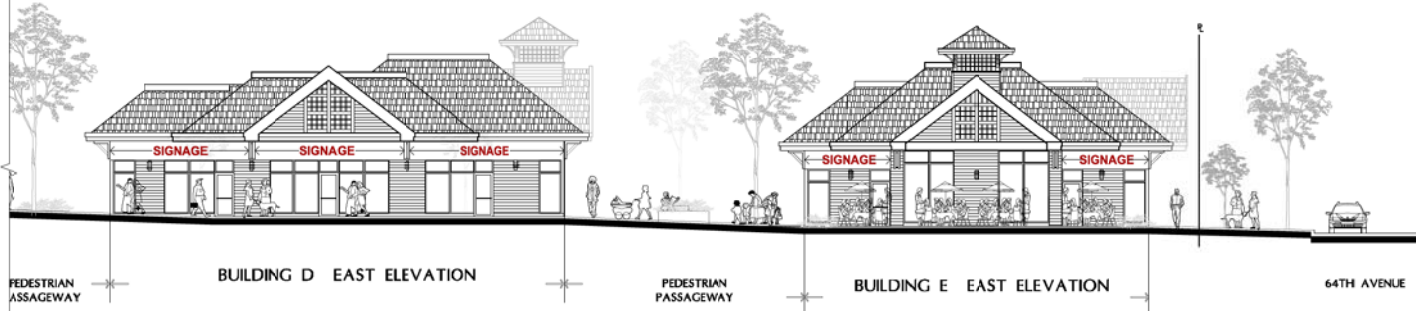 SIGNAGE SIGNAGE SIGNAGE SIGNAGE SIGNAGE
PEDESTRIAN
ASSAGEWAY
BUILDING D EAST ELEVATION
PEDESTRIAN
PASSAGEWAY
BUILDING E EAST ELEVATION
64TH AVENUE